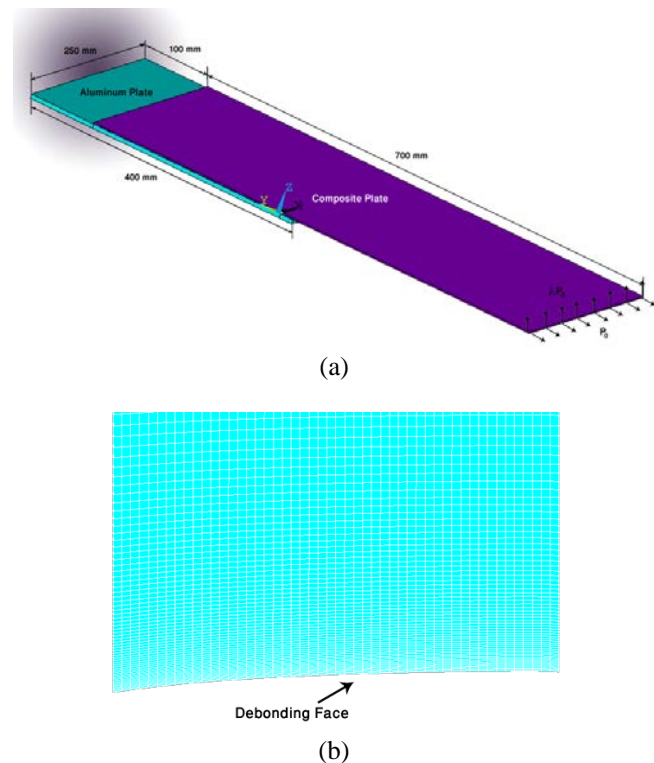 250 mm
100 mm
Aluminum Plate
700 mm
400 mm
Composite Plate
Z
Y
X
P₀
(a)
Debonding Face
(b)